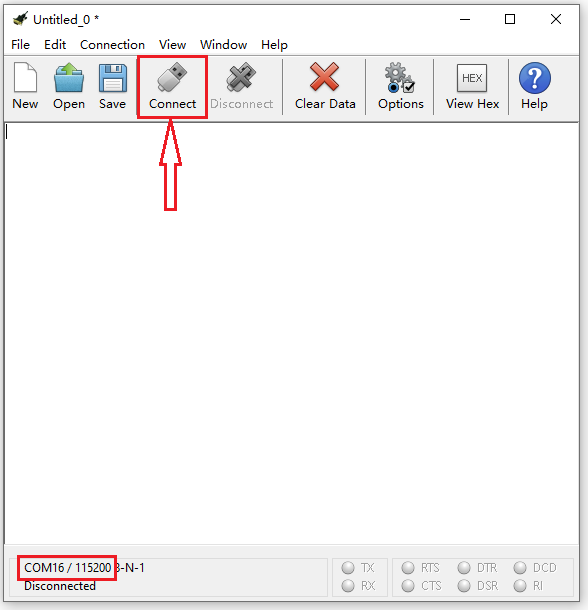 Untitled_0 *
File Edit Connection View Window Help
HEX
New Open Save Connect Disconnect Clear Data Options View Hex Help
COM16 / 115200 8-N-1
Disconnected
TX RTS DTR DCD
RX CTS DSR RI